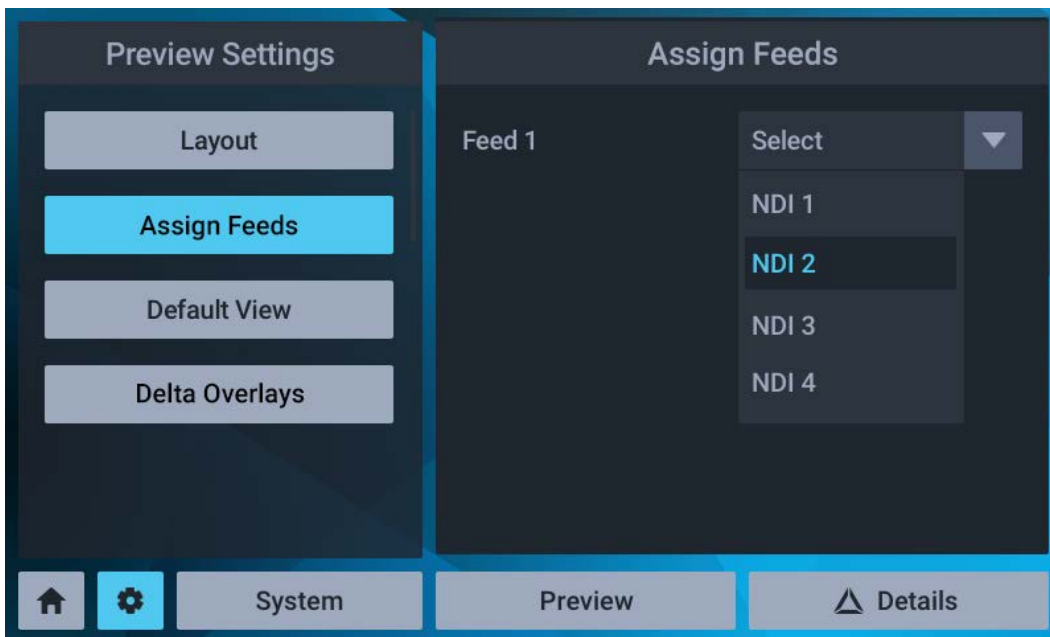 Preview Settings
Layout
Assign Feeds
Default View
Delta Overlays
Assign Feeds
Feed 1
Select
NDI 1
NDI 2
NDI 3
NDI 4
System
Preview
Details